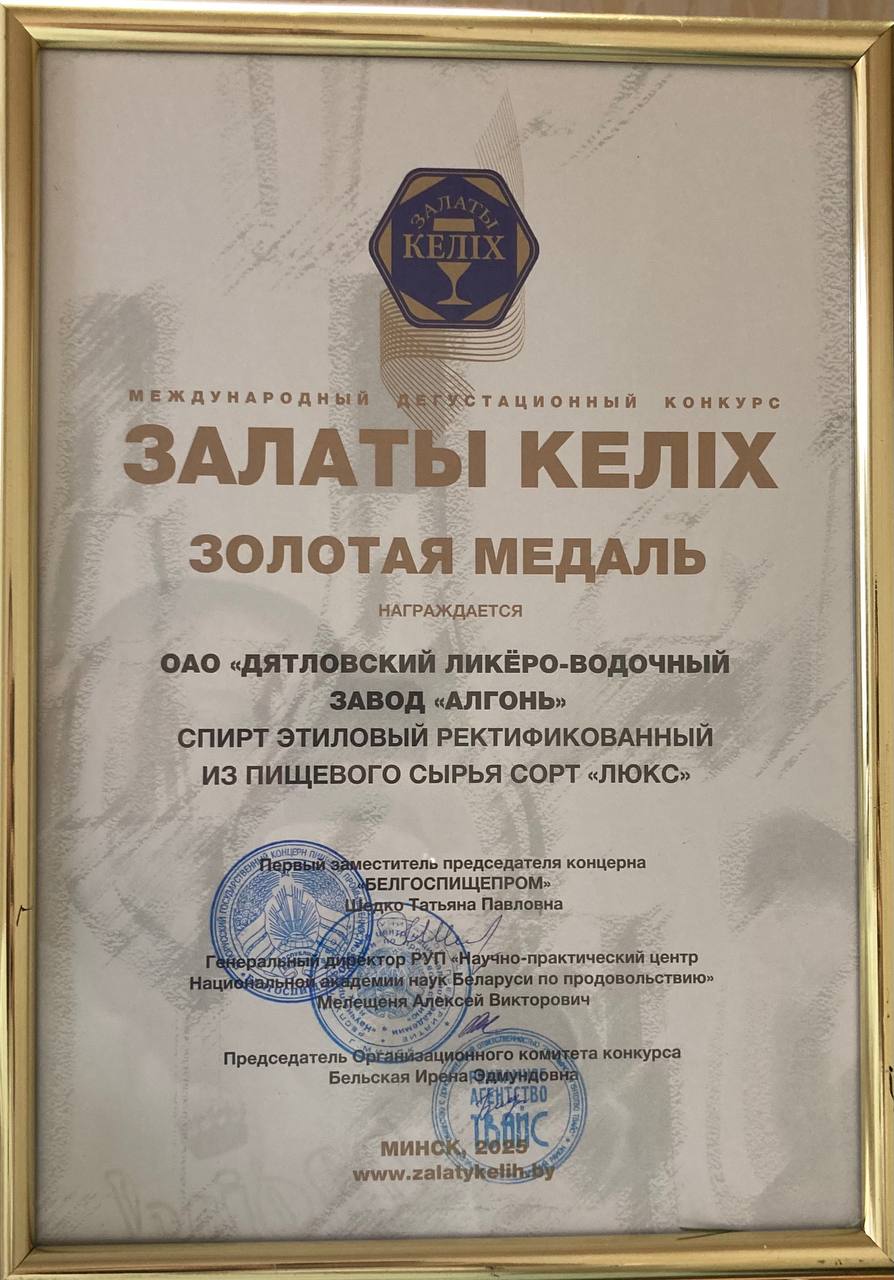 ЗАЛАТЫ
КЕЛІХ
МЕЖДУНАРОДНЫЙ ДЕГУСТАЦИОННЫЙ КОНКУРС
ЗАЛАТЫ КЕЛІХ
ЗОЛОТАЯ МЕДАЛЬ
НАГРАЖДАЕТСЯ
ОАО «ДЯТЛОВСКИЙ ЛИКЁРО-ВОДОЧНЫЙ
ЗАВОД «АЛГОНЬ»
СПИРТ ЭТИЛОВЫЙ РЕКТИФИКОВАННЫЙ
ИЗ ПИЩЕВОГО СЫРЬЯ СОРТ «ЛЮКС»
Первый заместитель председателя концерна
«БЕЛГОСПИЩЕПРОМ»
Шедко Татьяна Павловна
Генеральный директор РУП «Научно-практический центр
Национальной академии наук Беларуси по продовольствию»
Мелещеня Алексей Викторович
Председатель Организационного комитета конкурса
Бельская Ирена Эдмундовна
АГЕНТСТВО
ТВАЙС
МИНСК, 2025
www.zalatykelih.by